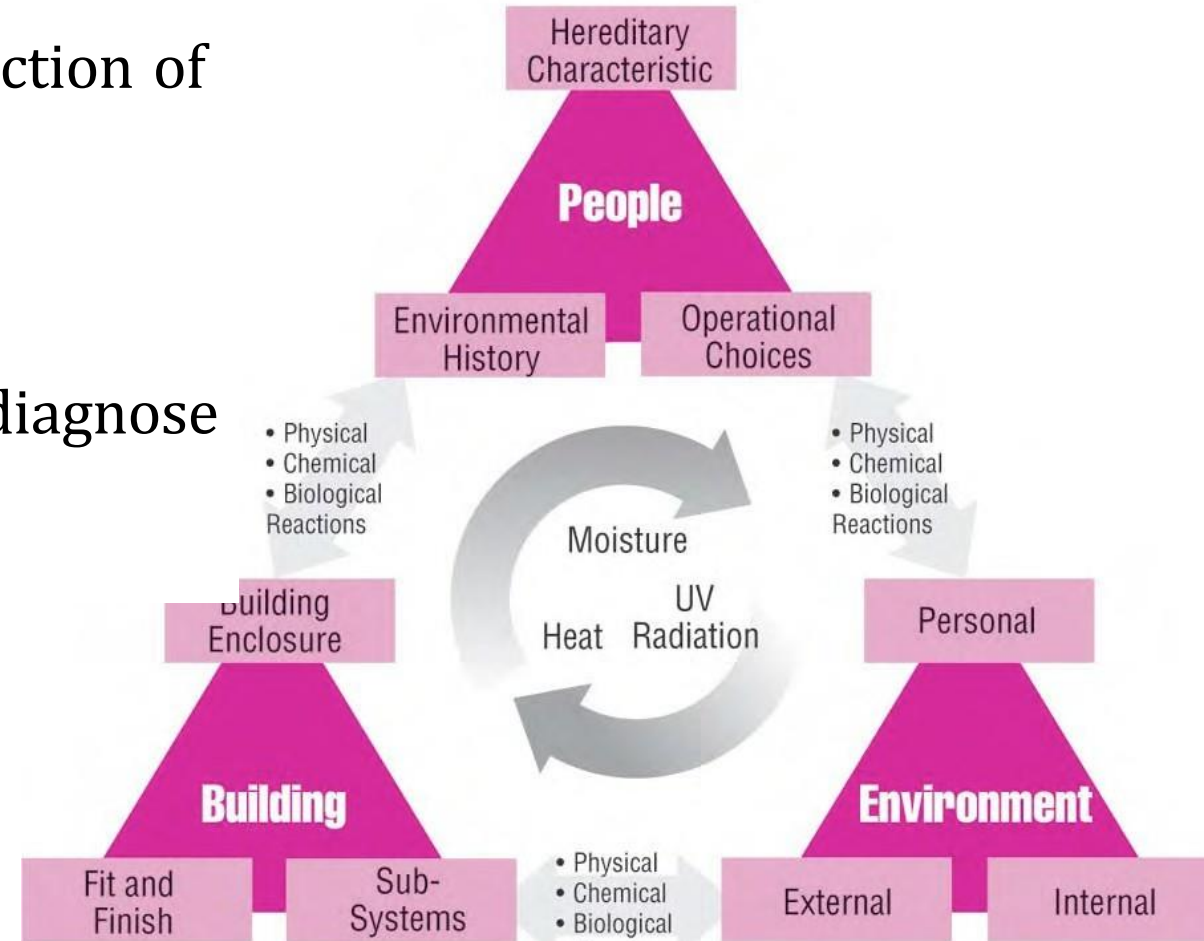 ction of
diagnose
Hereditary
Characteristic
People
Environmental
History
Operational
Choices
• Physical
• Chemical
• Biological
Reactions
• Physical
• Chemical
• Biological
Reactions
Moisture
UV
Heat Radiation
Building
Enclosure
Personal
Building
Environment
Fit and
Finish
Sub-
Systems
• Physical
• Chemical
• Biological
External
Internal